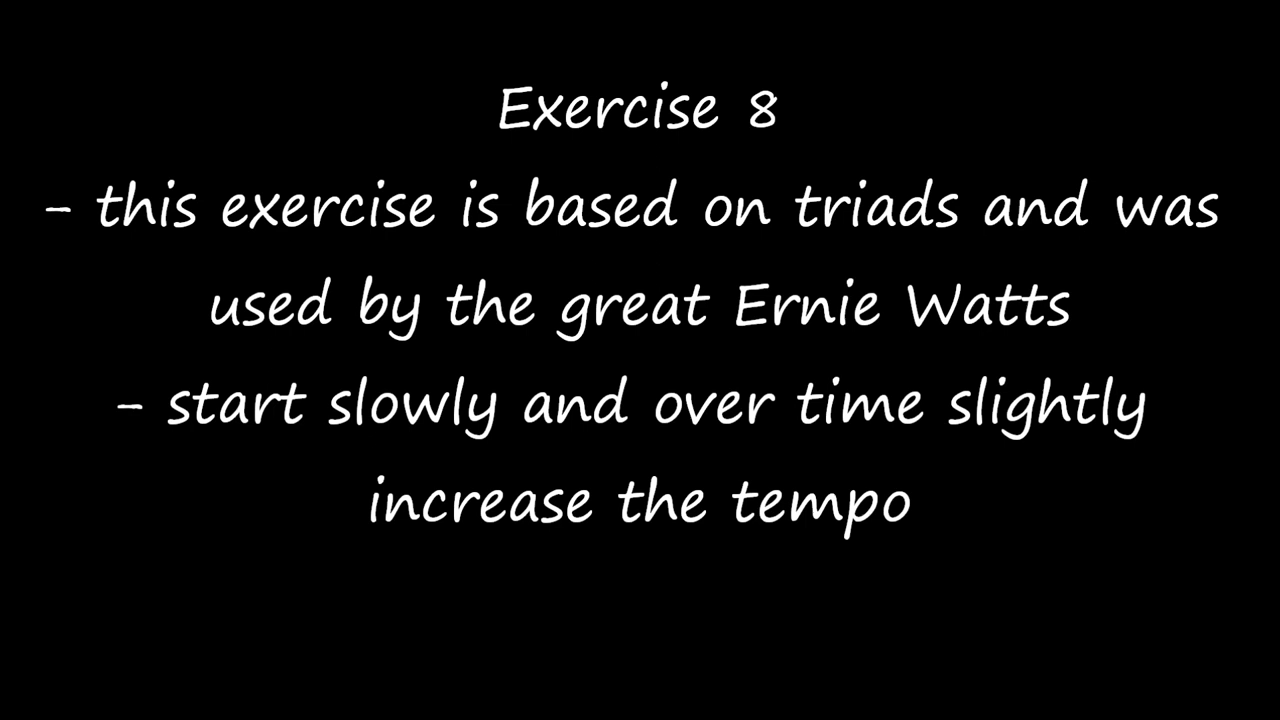 Exercise 8
- this exercise is based on triads and was
used by the great Ernie Watts
- start slowly and over time slightly
increase the tempo